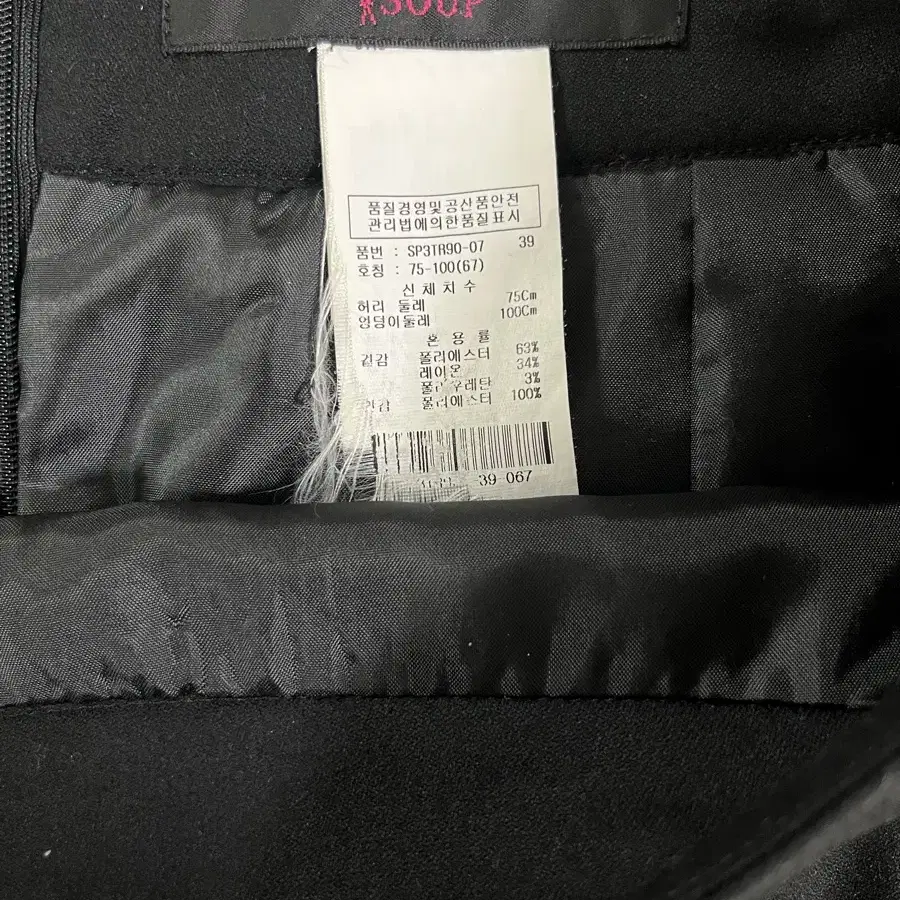 SOUP
품질경영및공산품안전
관리법에의한품질표시
품번 : SP3TR90-07 39
호칭 : 75-100(67)
신체치수
허리 둘레 75Cm
엉덩이둘레 100Cm
혼용률
겉감 폴리에스터 63%
레이온 34%
폴리우레탄 3%
폴리에스터 100%
39-067